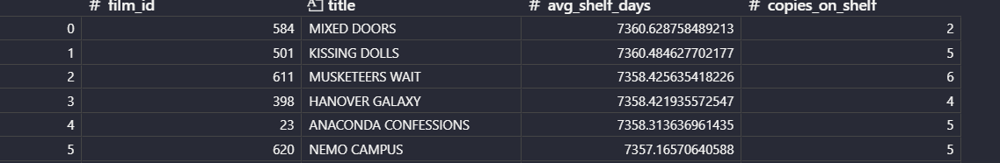 # film_id title # avg_shelf_days # copies_on_shelf
0 584 MIXED DOORS 7360.628758489213 2
1 501 KISSING DOLLS 7360.484627702177 5
2 611 MUSKETEERS WAIT 7358.425635418226 6
3 398 HANOVER GALAXY 7358.421935572547 4
4 23 ANACONDA CONFESSIONS 7358.313636961435 5
5 620 NEMO CAMPUS 7357.16570640588 5